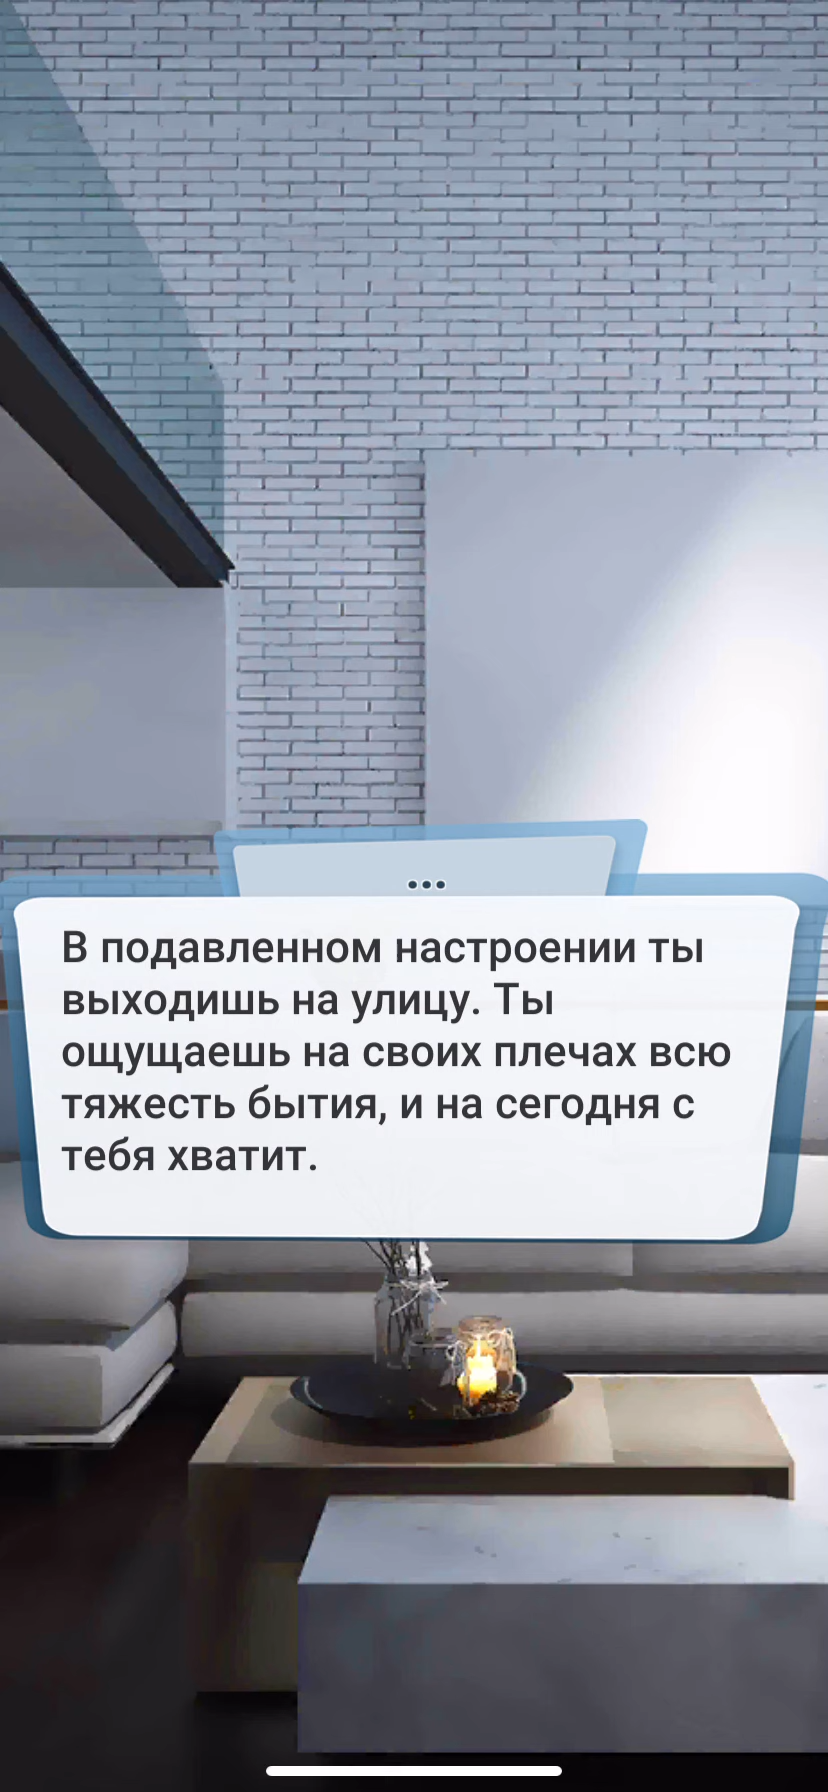 ...
В подавленном настроении ты
выходишь на улицу. Ты
ощущаешь на своих плечах всю
тяжесть бытия, и на сегодня с
тебя хватит.